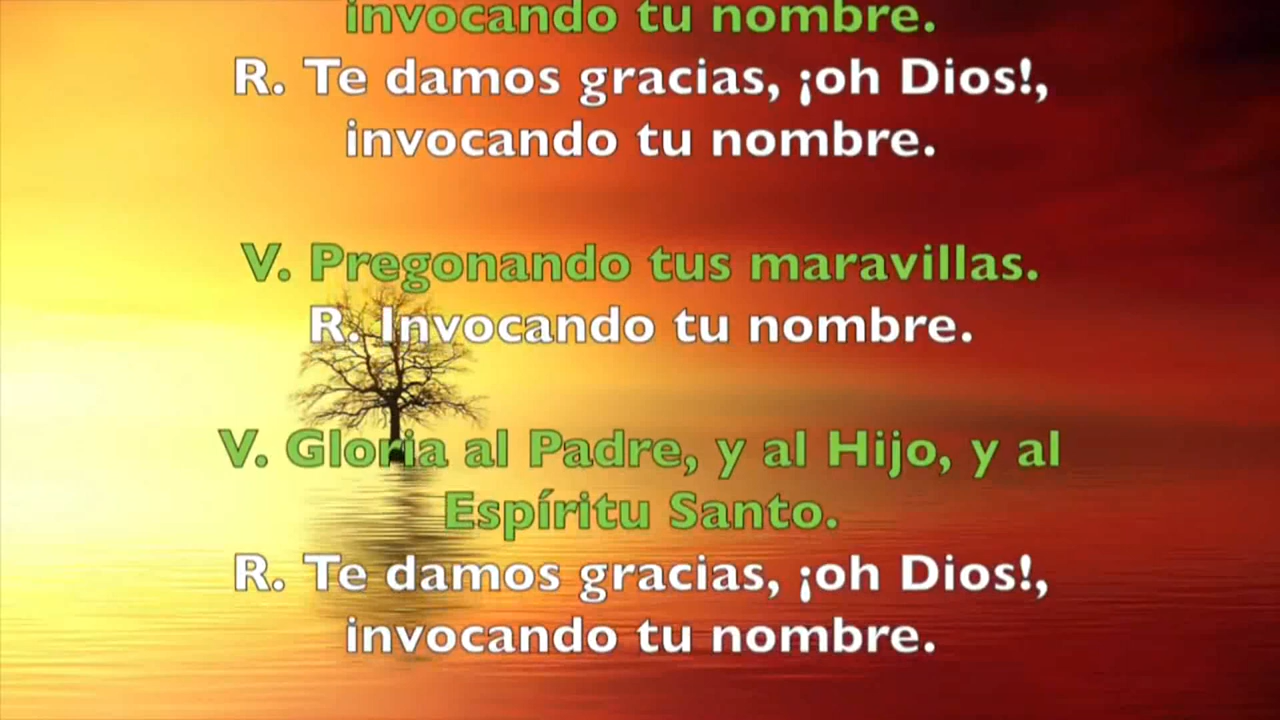 invocando tu nombre.
R. Te damos gracias, ¡oh Dios!,
invocando tu nombre.
V. Pregonando tus maravillas.
R. Invocando tu nombre.
V. Gloria al Padre, y al Hijo, y al
Espíritu Santo.
R. Te damos gracias, ¡oh Dios!,
invocando tu nombre.